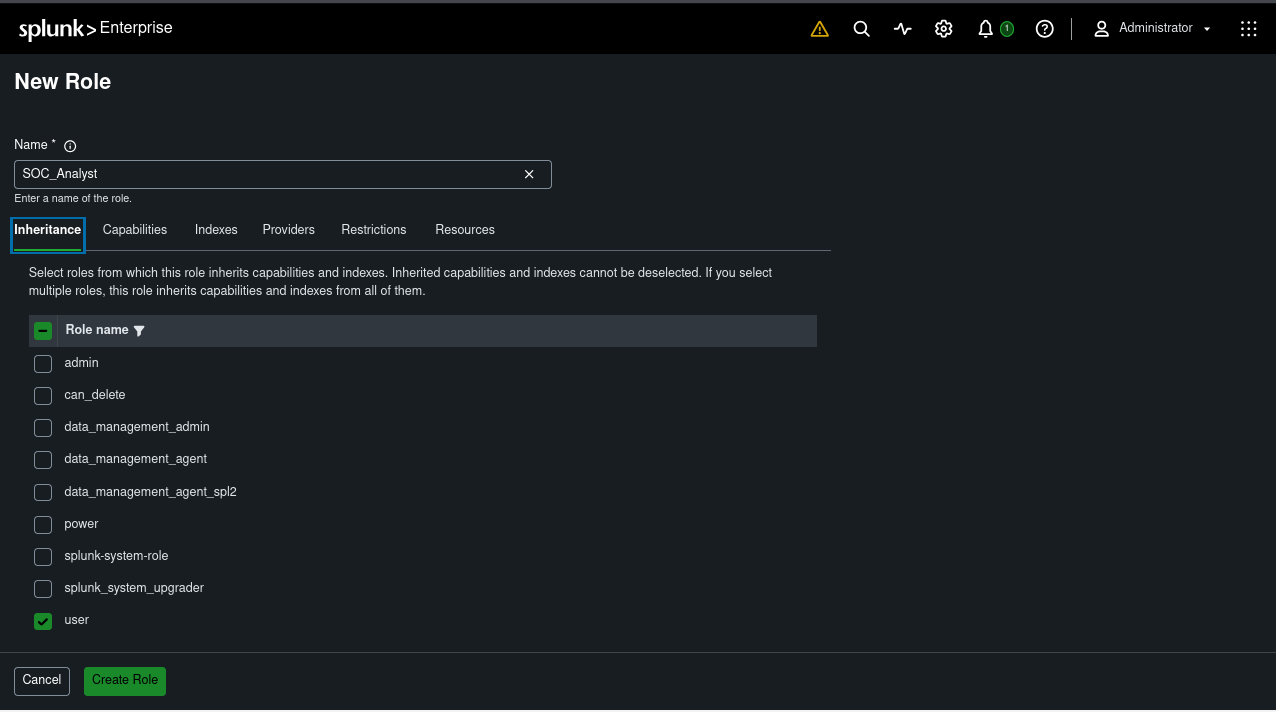 splunk> Enterprise
1
Administrator
New Role
Name *
SOC_Analyst
Enter a name of the role.
Inheritance Capabilities Indexes Providers Restrictions Resources
Select roles from which this role inherits capabilities and indexes. Inherited capabilities and indexes cannot be deselected. If you select
multiple roles, this role inherits capabilities and indexes from all of them.
Role name
admin
can_delete
data_management_admin
data_management_agent
data_management_agent_spl2
power
splunk-system-role
splunk_system_upgrader
user
Cancel Create Role